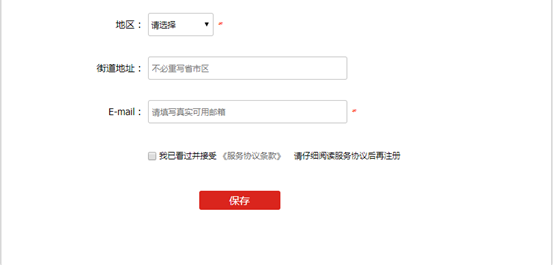 地区： 请选择 *
街道地址： 不必重写省市区
E-mail： 请填写真实可用邮箱 *
我已看过并接受 《服务协议条款》 请仔细阅读服务协议后再注册
保存